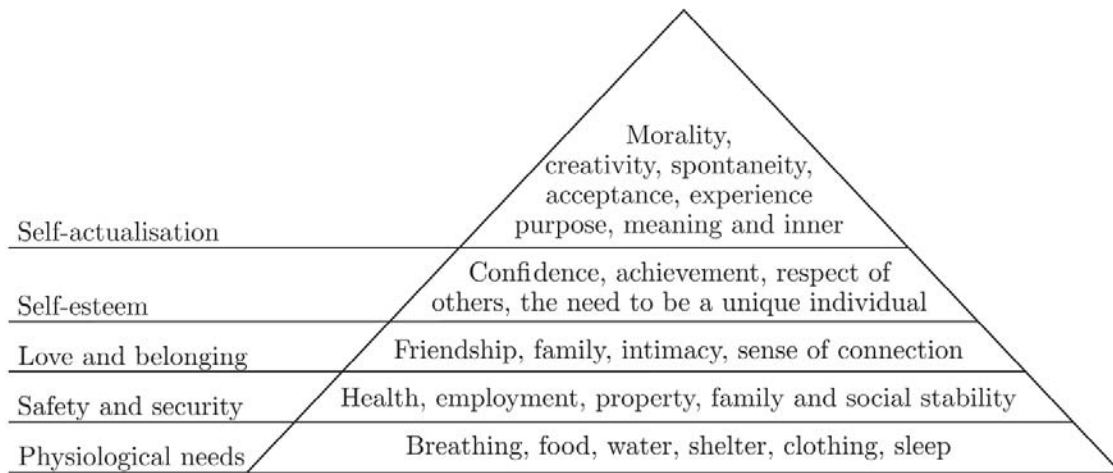 Morality,
creativity, spontaneity,
acceptance, experience
purpose, meaning and inner
Self-actualisation
Confidence, achievement, respect of
others, the need to be a unique individual
Self-esteem
Love and belonging
Friendship, family, intimacy, sense of connection
Safety and security
Health, employment, property, family and social stability
Physiological needs
Breathing, food, water, shelter, clothing, sleep